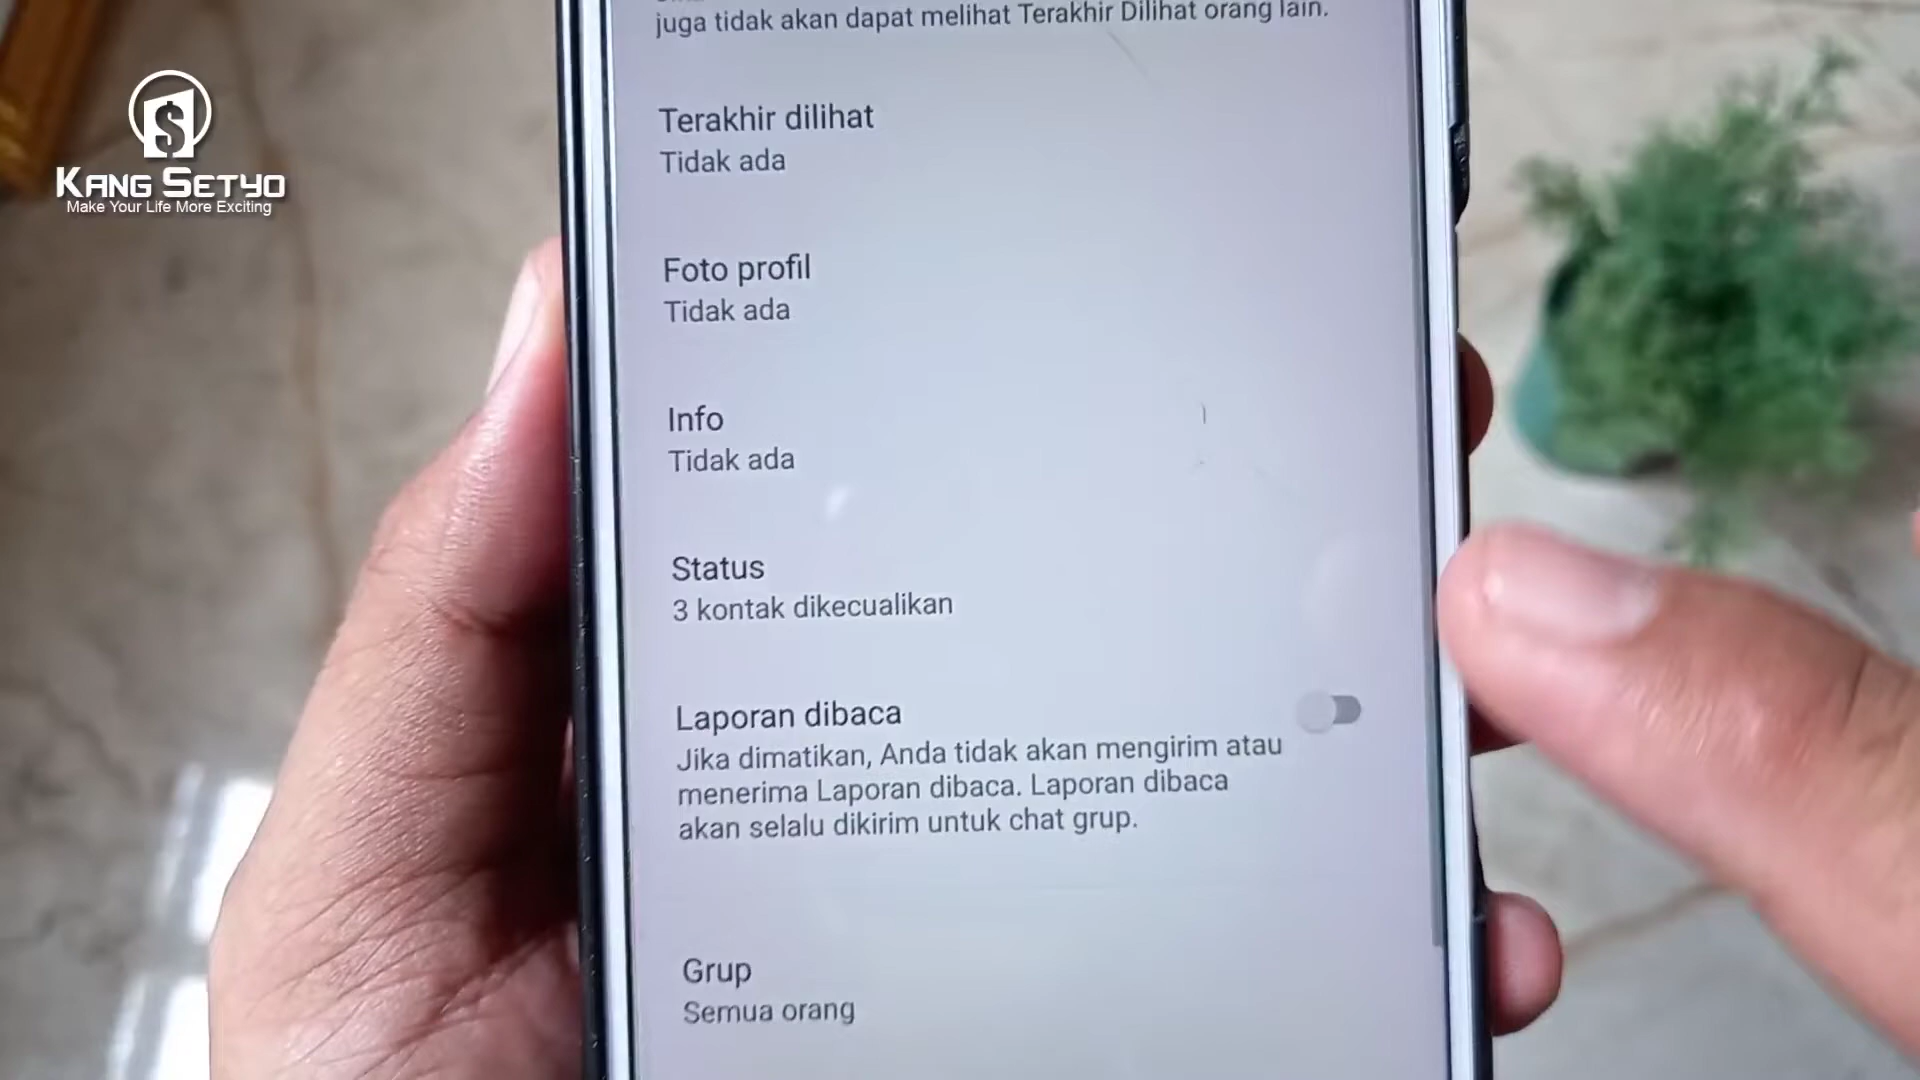 juga tidak akan dapat melihat Terakhir Dilihat orang lain.
KANG SETYO
Make Your Life More Exciting
Terakhir dilihat
Tidak ada
Foto profil
Tidak ada
Info
Tidak ada
Status
3 kontak dikecualikan
Laporan dibaca
Jika dimatikan, Anda tidak akan mengirim atau
menerima Laporan dibaca. Laporan dibaca
akan selalu dikirim untuk chat grup.
Grup
Semua orang